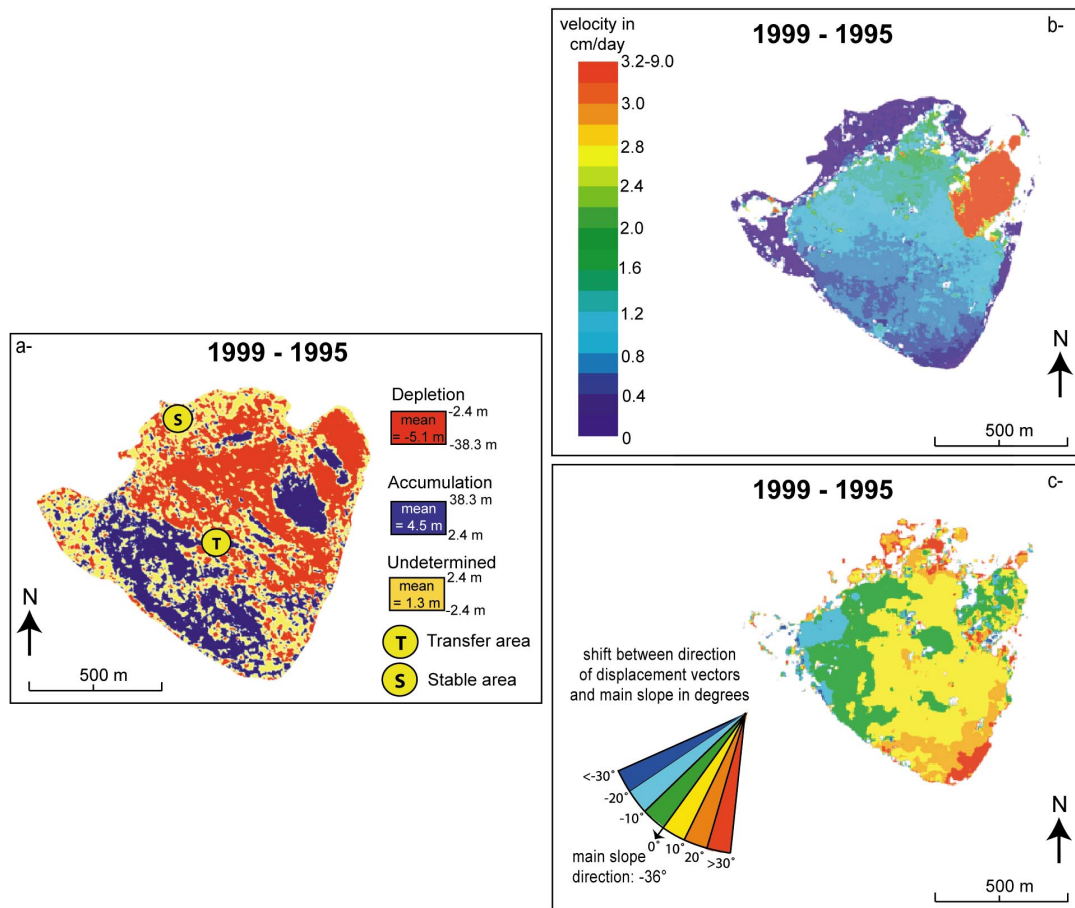 a-
1999 - 1995
S
T
Depletion
mean
= -5.1 m
-2.4 m
-38.3 m
Accumulation
mean
= 4.5 m
38.3 m
2.4 m
Undetermined
mean
= 1.3 m
2.4 m
-2.4 m
T Transfer area
S Stable area
N
500 m
b-
1999 - 1995
velocity in
cm/day
3.2-9.0
3.0
2.8
2.4
2.0
1.6
1.2
0.8
0.4
0
N
500 m
c-
1999 - 1995
shift between direction
of displacement vectors
and main slope in degrees
<-30°
-20°
-10°
0°
10°
20°
>30°
main slope
direction: -36°
N
500 m